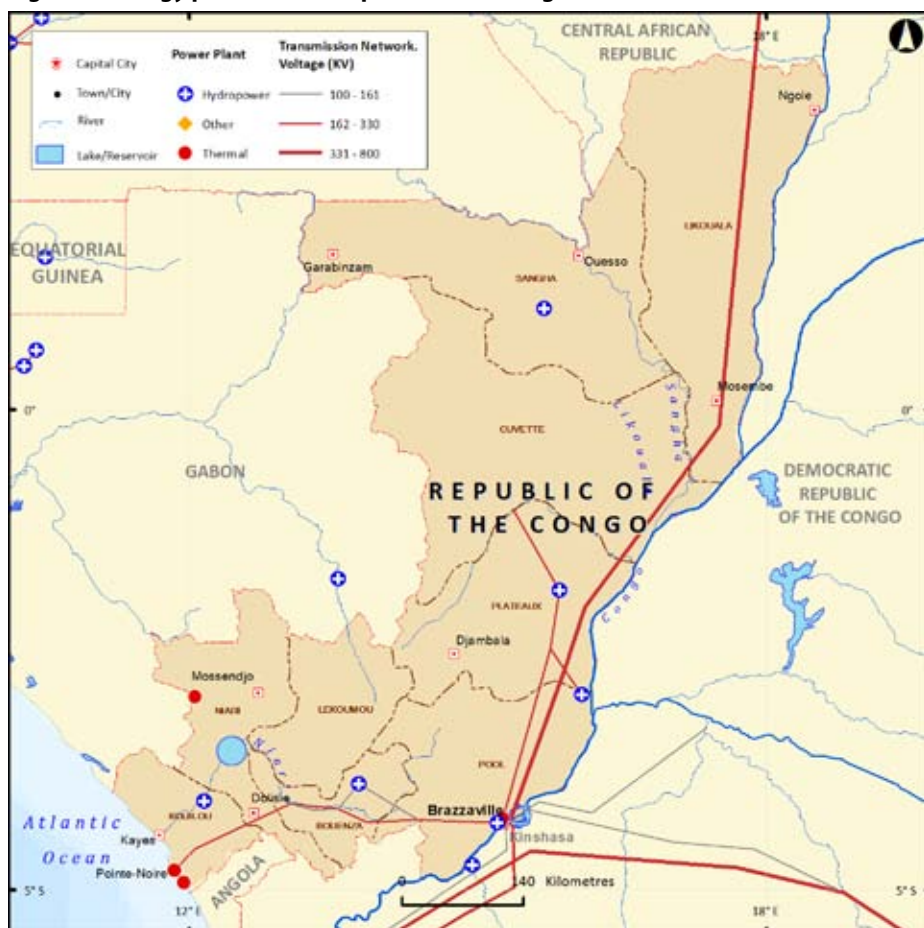 CENTRAL AFRICAN
REPUBLIC
18° E
Capital City
Town/City
River
Lake/Reservoir
Power Plant
Hydropower
Other
Thermal
Transmission Network.
Voltage (KV)
100 - 161
162 - 330
331 - 800
Ngole
LIKOUALA
EQUATORIAL
GUINEA
Garabinzam
Ouesso
SANGHA
Sangha
Likouala
Mosembe
0°
0°
CUVETTE
GABON
DEMOCRATIC
REPUBLIC
OF THE CONGO
REPUBLIC OF
THE CONGO
PLATEAUX
Congo
Djambala
Mossendjo
NIARI
LEKOUMOU
Niari
POOL
Dolisie
KOUILOU
BOUENZA
Brazzaville
Kinshasa
Atlantic
Ocean
Kayes
Pointe-Noire
ANGOLA
0 140 Kilometres
5° S
5° S
12° E
18° E